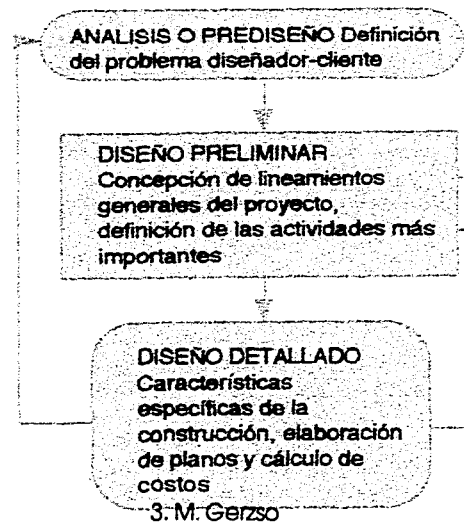 ANALISIS O PREDISEÑO Definición
del problema diseñador-cliente
DISEÑO PRELIMINAR
Concepción de lineamientos
generales del proyecto,
definición de las actividades más
importantes
DISEÑO DETALLADO
Características
específicas de la
construcción, elaboración
de planos y cálculo de
costos
3. M. Gerzso